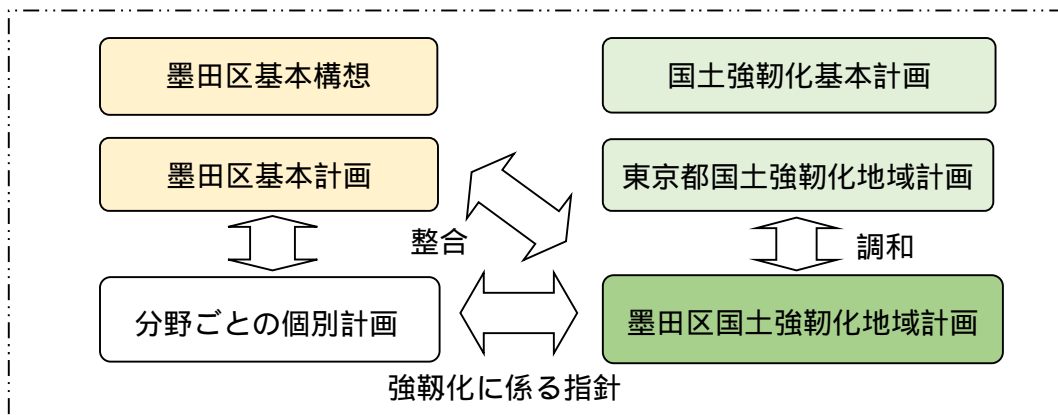 墨田区基本構想
国土強靭化基本計画
墨田区基本計画
東京都国土強靭化地域計画
整合
調和
分野ごとの個別計画
墨田区国土強靭化地域計画
強靱化に係る指針